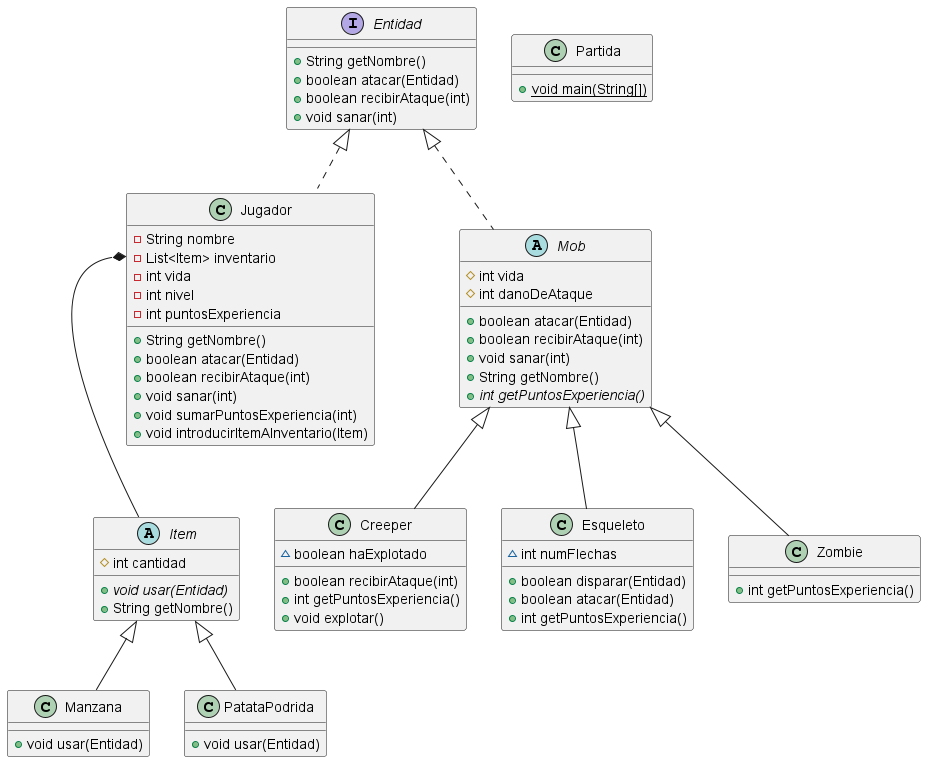 I Entidad
String getNombre()
boolean atacar(Entidad)
boolean recibirAtaque(int)
void sanar(int)
C Partida
void main(String[])
C Jugador
String nombre
List<Item> inventario
int vida
int nivel
int puntosExperiencia
String getNombre()
boolean atacar(Entidad)
boolean recibirAtaque(int)
void sanar(int)
void sumarPuntosExperiencia(int)
void introducirItemAInventario(Item)
A Mob
int vida
int danoDeAtaque
boolean atacar(Entidad)
boolean recibirAtaque(int)
void sanar(int)
String getNombre()
int getPuntosExperiencia()
A Item
int cantidad
void usar(Entidad)
String getNombre()
C Creeper
boolean haExplotado
boolean recibirAtaque(int)
int getPuntosExperiencia()
void explotar()
C Esqueleto
int numFlechas
boolean disparar(Entidad)
boolean atacar(Entidad)
int getPuntosExperiencia()
C Zombie
int getPuntosExperiencia()
C Manzana
void usar(Entidad)
C PatataPodrida
void usar(Entidad)